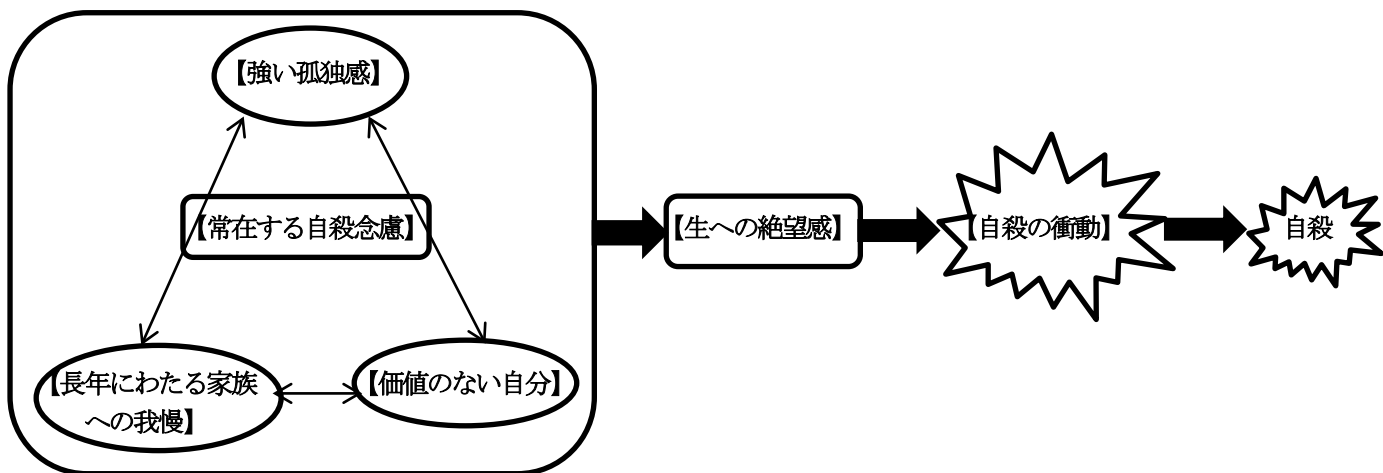 【強い孤独感】
【常在する自殺念慮】
【長年にわたる家族
への我慢】
【価値のない自分】
【生への絶望感】
【自殺の衝動】
自殺